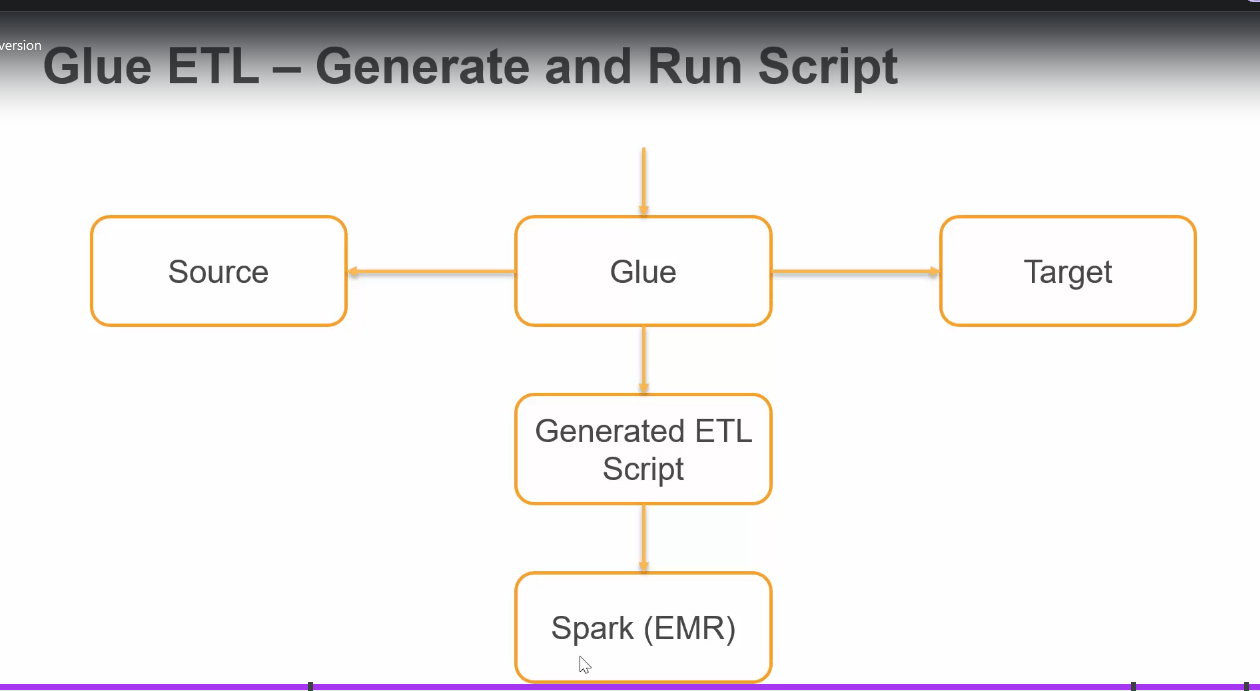 version
Glue ETL – Generate and Run Script
Source
Glue
Target
Generated ETL
Script
Spark (EMR)